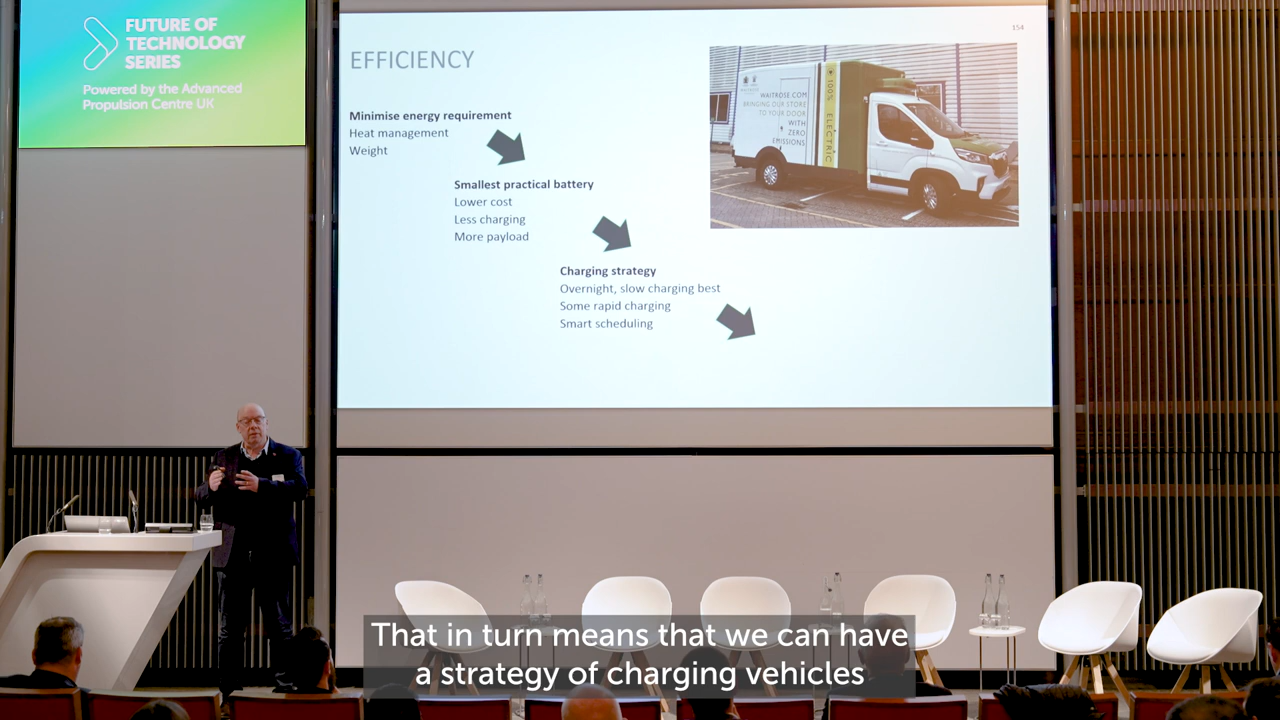 FUTURE OF
TECHNOLOGY
SERIES
Powered by the Advanced
Propulsion Centre UK
154
EFFICIENCY
Minimise energy requirement
Heat management
Weight
Smallest practical battery
Lower cost
Less charging
More payload
Charging strategy
Overnight, slow charging best
Some rapid charging
Smart scheduling
WAITROSE.COM
BRINGING OUR STORE
TO YOUR DOOR
WITH
ZERO
EMISSIONS
100% ELECTRIC
That in turn means that we can have
a strategy of charging vehicles